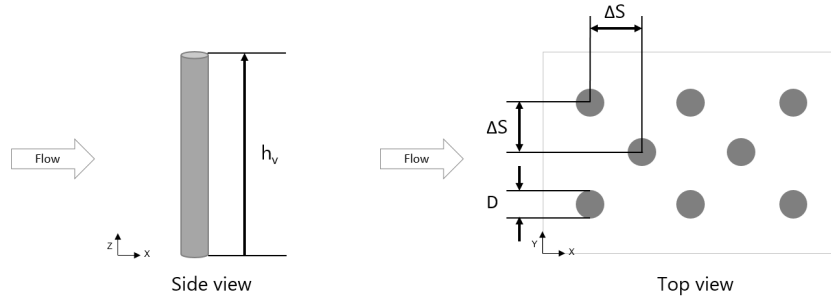 ΔS
Flow
h_v
ΔS
Flow
D
Z
X
Y
X
Side view
Top view